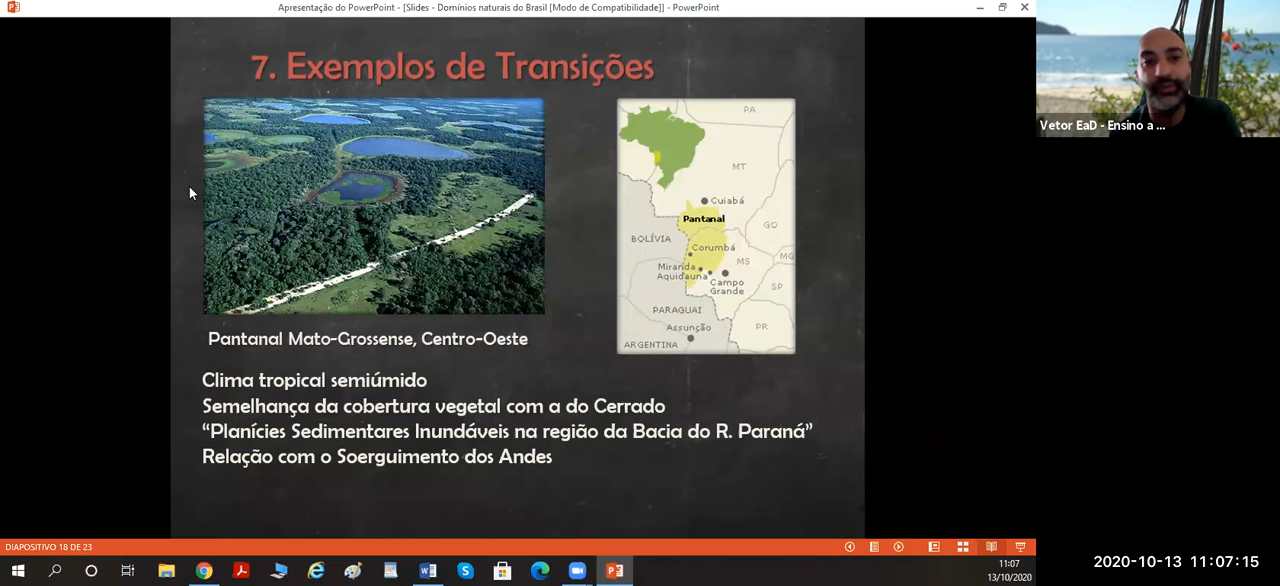 Apresentação do PowerPoint - [Slides - Domínios naturais do Brasil [Modo de Compatibilidade]] - PowerPoint
7. Exemplos de Transições
PA
MT
Cuiabá
Pantanal
GO
BOLÍVIA
Corumbá
MG
MS
Miranda
Aquidauna
Campo
Grande
SP
PARAGUAI
Assunção
PR
ARGENTINA
Pantanal Mato-Grossense, Centro-Oeste
Clima tropical semiúmido
Semelhança da cobertura vegetal com a do Cerrado
“Planícies Sedimentares Inundáveis na região da Bacia do R. Paraná”
Relação com o Soerguimento dos Andes
Vetor EaD - Ensino a ...
DIAPOSITIVO 18 DE 23
11:07
13/10/2020
2020-10-13 11:07:15